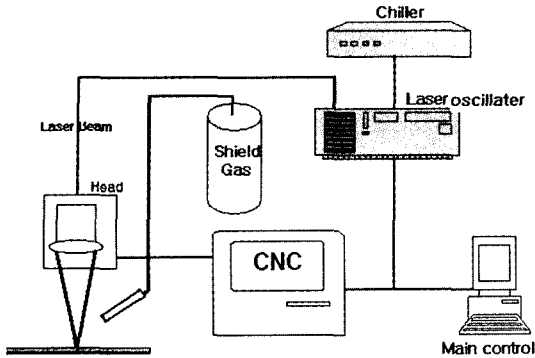 Chiller
Laser oscillater
Laser Beam
Shield
Gas
Head
CNC
Main control